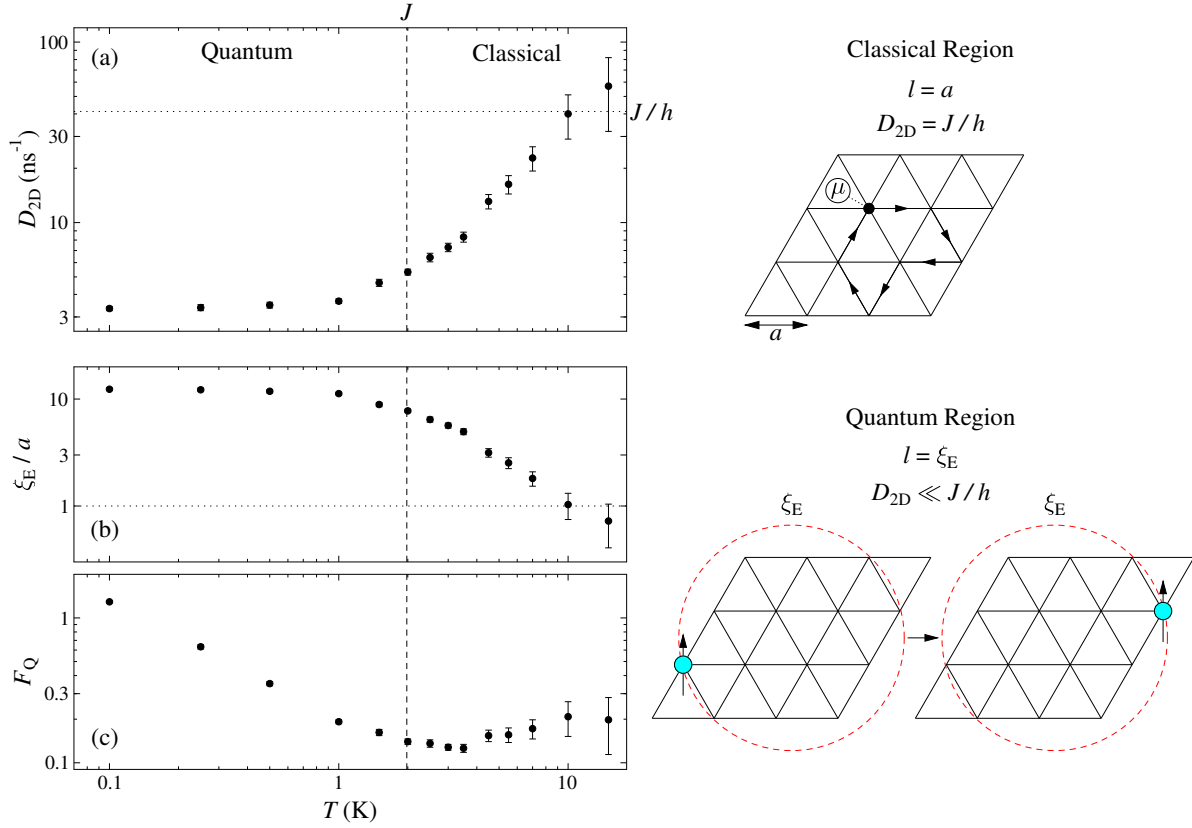 J
(a)
Quantum
Classical
100
30
10
3
D2D (ns-1)
J / h
10
3
1
ξE / a
(b)
1
0.3
0.1
FQ
(c)
0.1
1
10
T (K)
Classical Region
l = a
D2D = J / h
μ
a
Quantum Region
l = ξE
D2D ≪ J / h
ξE
ξE